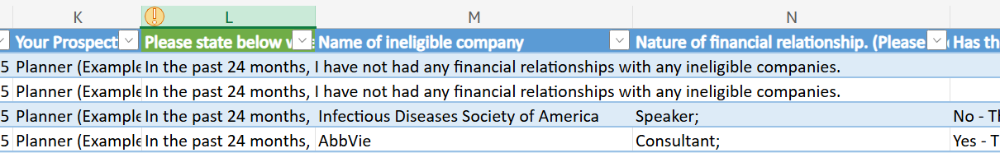 K L M N
Your Prospect Please state below w Name of ineligible company Nature of financial relationship. (Please Has th
5 Planner (Example In the past 24 months, I have not had any financial relationships with any ineligible companies.
5 Planner (Example In the past 24 months, I have not had any financial relationships with any ineligible companies.
5 Planner (Example In the past 24 months, Infectious Diseases Society of America Speaker; No - Th
5 Planner (Example In the past 24 months, AbbVie Consultant; Yes - T